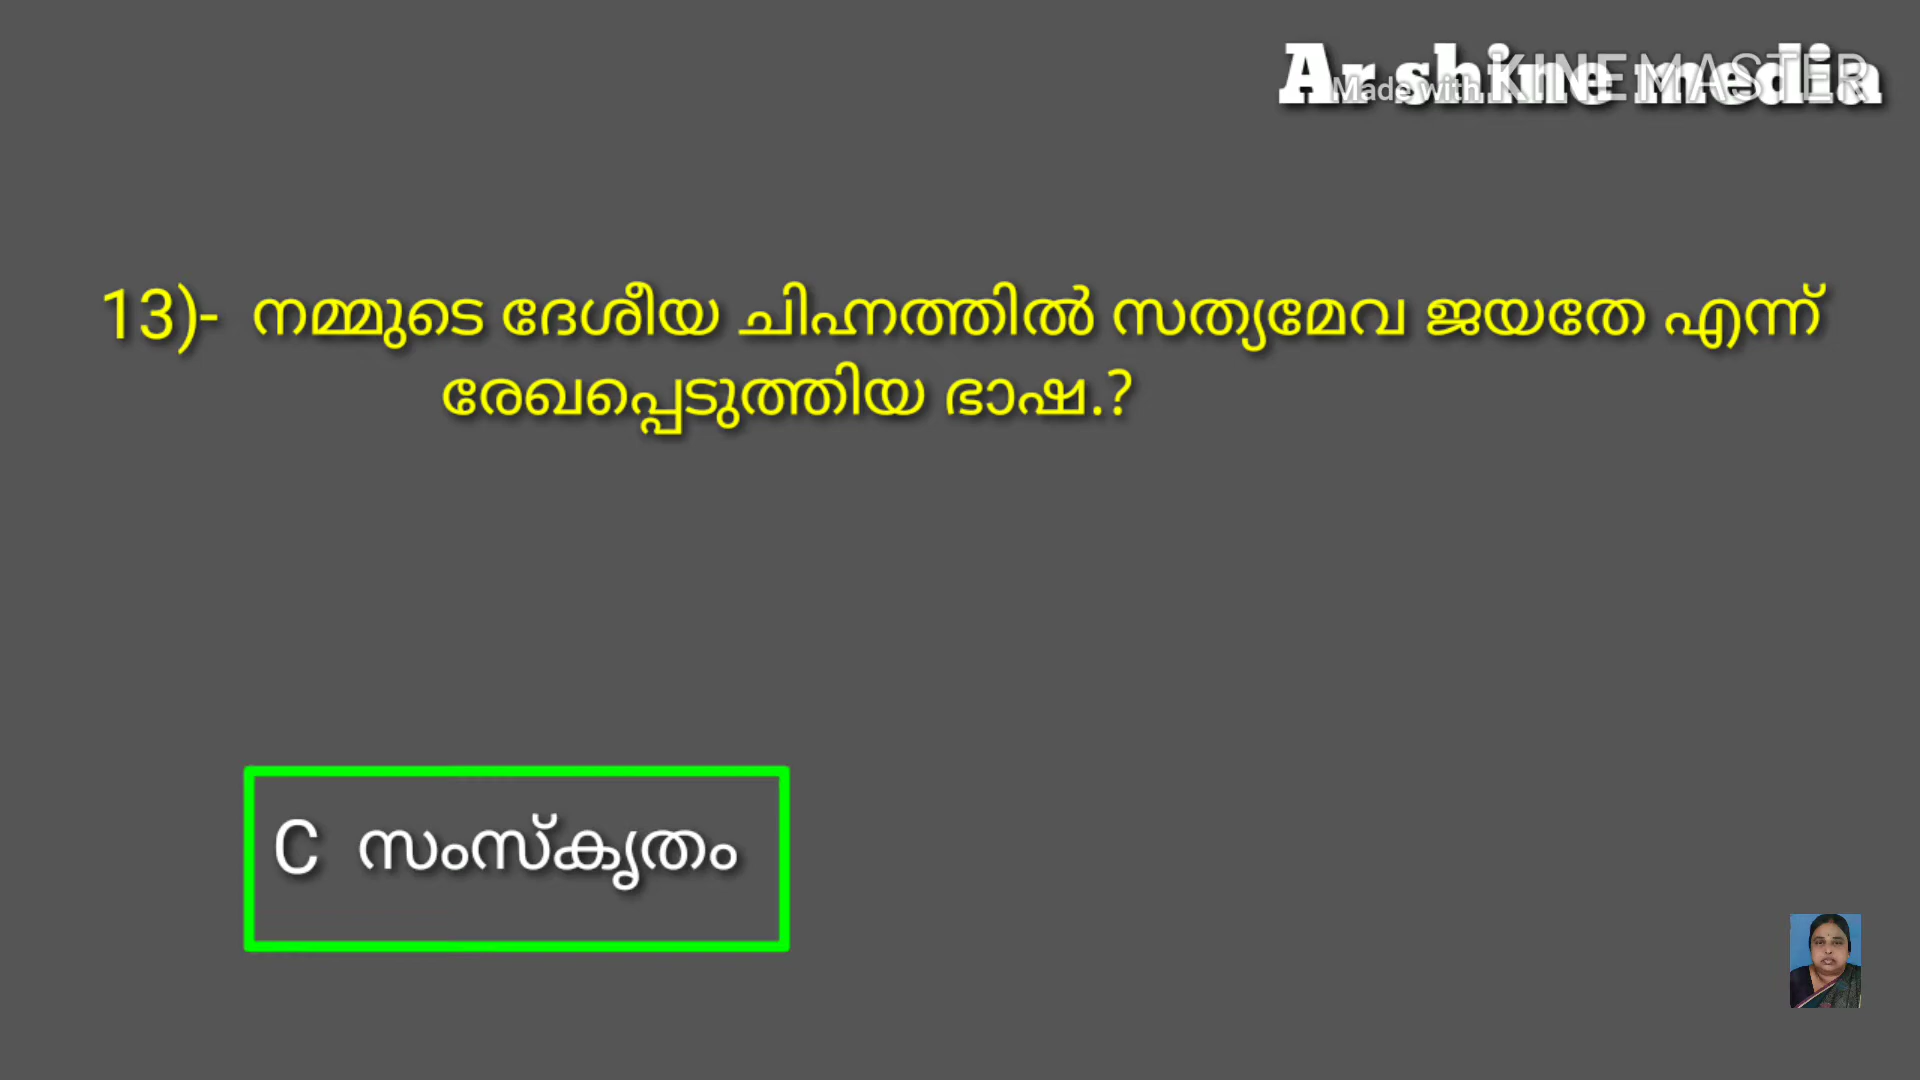 Ar shine media
Made with KINEMASTER
13)- നമ്മുടെ ദേശീയ ചിഹ്നത്തിൽ സത്യമേവ ജയതേ എന്ന്
രേഖപ്പെടുത്തിയ ഭാഷ.?
C സംസ്കൃതം